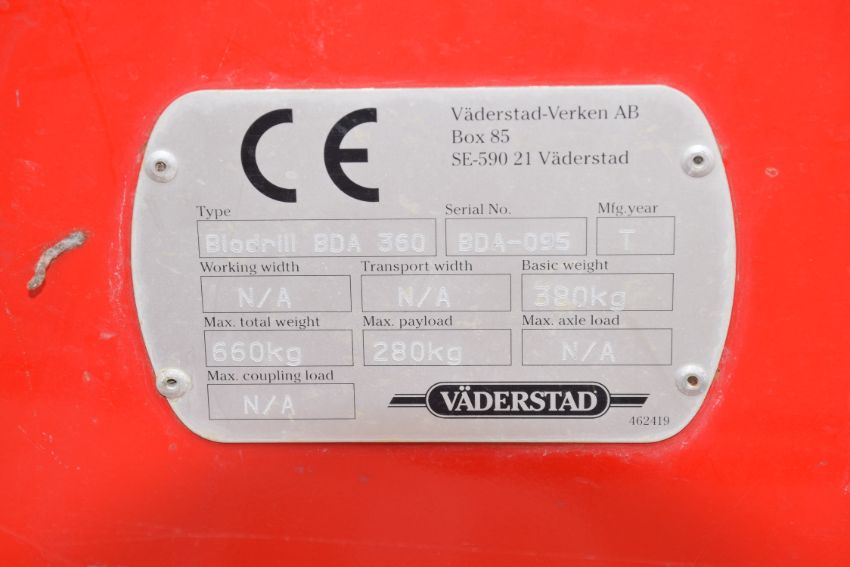 CE
Väderstad-Verken AB
Box 85
SE-590 21 Väderstad
Type Serial No. Mfg.year
Biodrill BDA 360 BDA-095 T
Working width Transport width Basic weight
N/A N/A 380kg
Max. total weight Max. payload Max. axle load
660kg 280kg N/A
Max. coupling load
N/A
VÄDERSTAD
462419